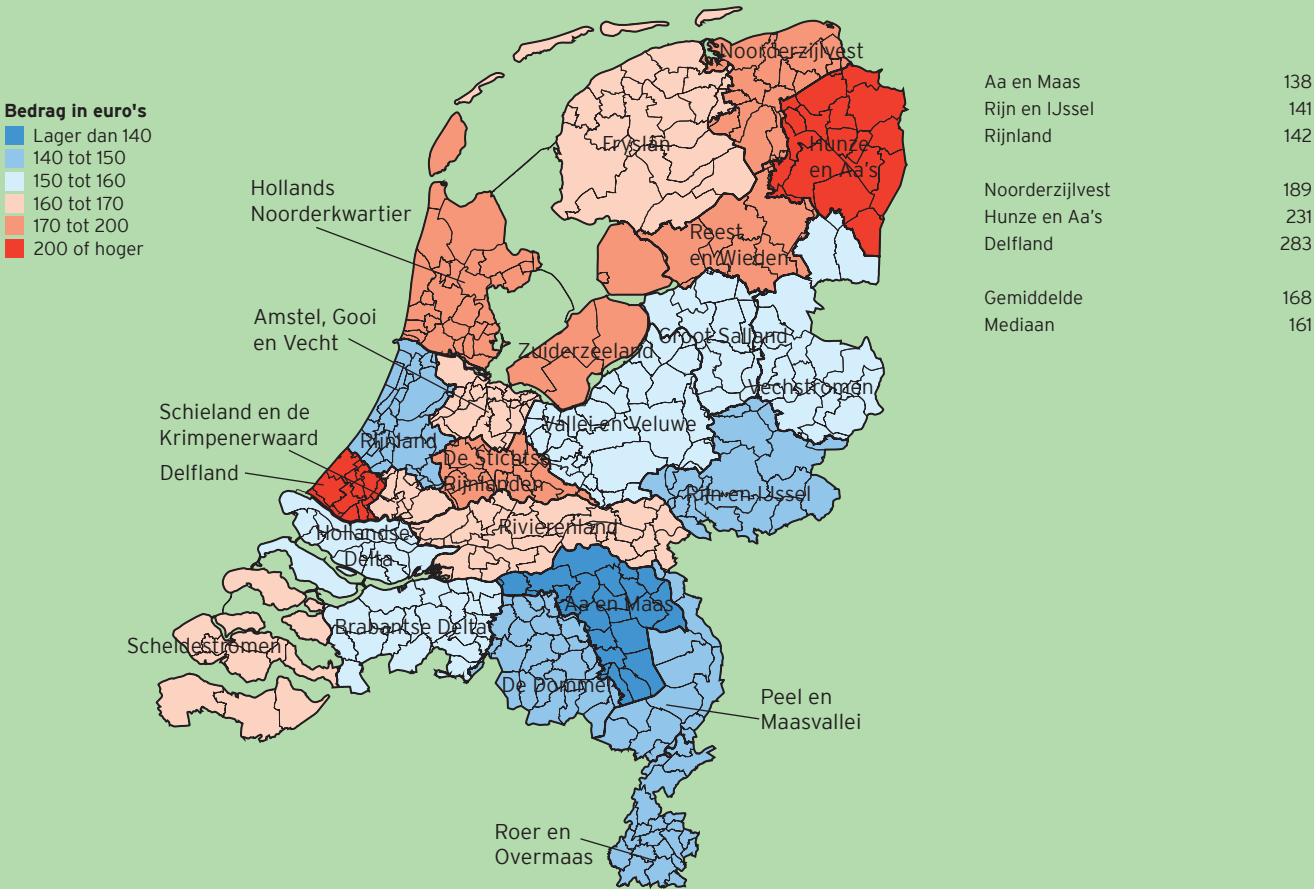 Bedrag in euro's
Lager dan 140
140 tot 150
150 tot 160
160 tot 170
170 tot 200
200 of hoger
Noorderzijlvest
Fryslân
Hunze
en Aa's
Hollands
Noorderkwartier
Reest
en Wieden
Amstel, Gooi
en Vecht
Zuiderzeeland
Groot Salland
Vechtstromen
Schieland en de
Krimpenerwaard
Rijnland
Vallei en Veluwe
Delfland
De Stichtse
Rijnlanden
Rijn en IJssel
Hollandse
Delta
Rivierenland
Aa en Maas
Brabantse Delta
Scheldestromen
De Dommel
Peel en
Maasvallei
Roer en
Overmaas
Aa en Maas 138
Rijn en IJssel 141
Rijnland 142
Noorderzijlvest 189
Hunze en Aa's 231
Delfland 283
Gemiddelde 168
Mediaan 161